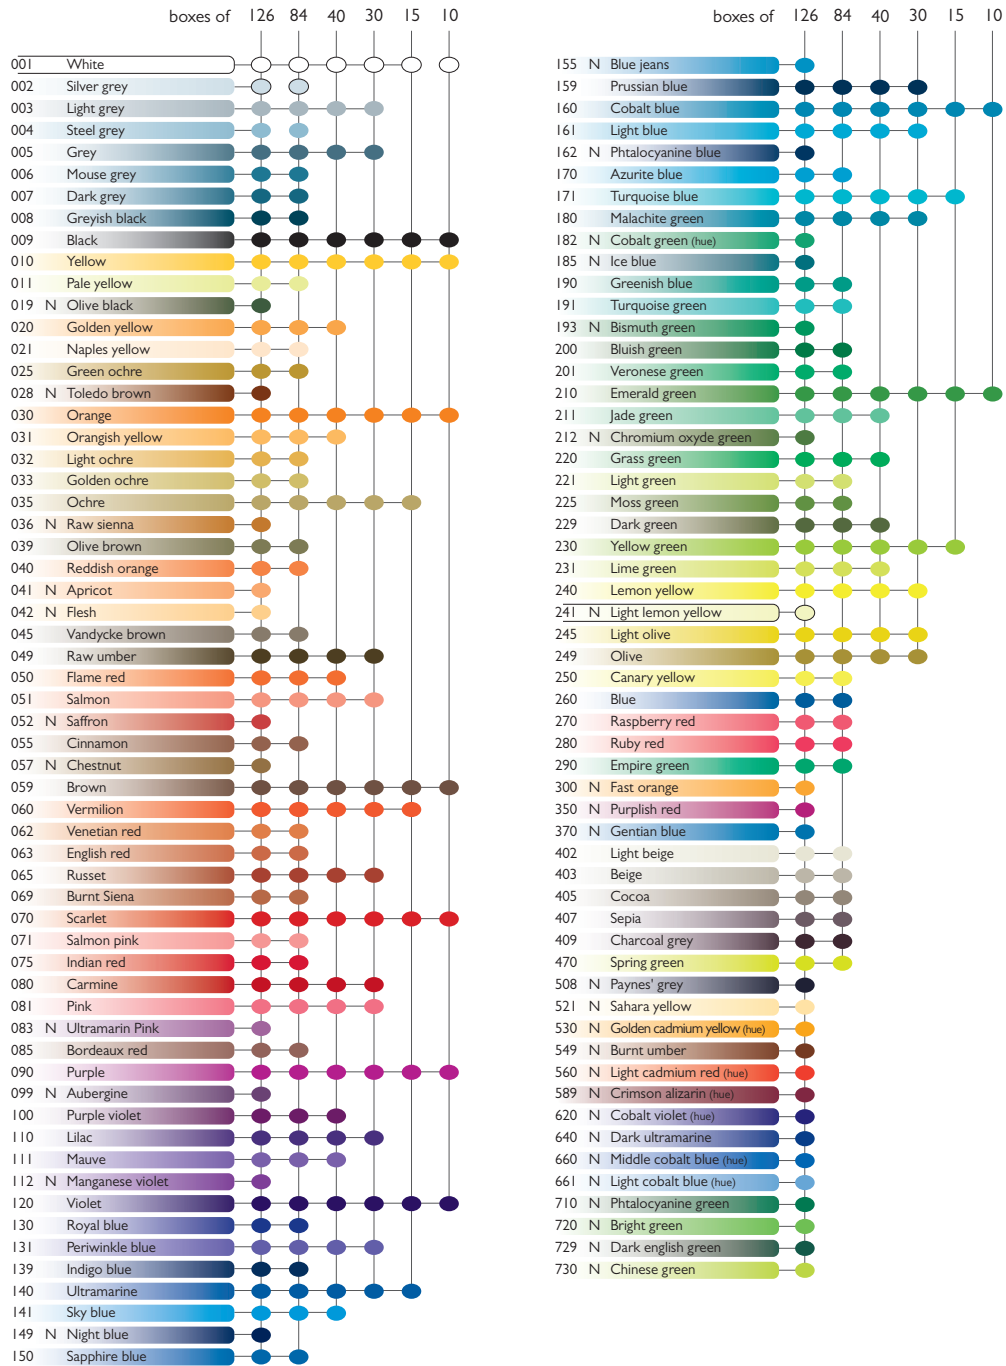 boxes of 126 84 40 30 15 10
001 White
002 Silver grey
003 Light grey
004 Steel grey
005 Grey
006 Mouse grey
007 Dark grey
008 Greyish black
009 Black
010 Yellow
011 Pale yellow
019 N Olive black
020 Golden yellow
021 Naples yellow
025 Green ochre
028 N Toledo brown
030 Orange
031 Orangish yellow
032 Light ochre
033 Golden ochre
035 Ochre
036 N Raw sienna
039 Olive brown
040 Reddish orange
041 N Apricot
042 N Flesh
045 Vandycke brown
049 Raw umber
050 Flame red
051 Salmon
052 N Saffron
055 Cinnamon
057 N Chestnut
059 Brown
060 Vermilion
062 Venetian red
063 English red
065 Russet
069 Burnt Siena
070 Scarlet
071 Salmon pink
075 Indian red
080 Carmine
081 Pink
083 N Ultramarin Pink
085 Bordeaux red
090 Purple
099 N Aubergine
100 Purple violet
110 Lilac
111 Mauve
112 N Manganese violet
120 Violet
130 Royal blue
131 Periwinkle blue
139 Indigo blue
140 Ultramarine
141 Sky blue
149 N Night blue
150 Sapphire blue
boxes of 126 84 40 30 15 10
155 N Blue jeans
159 Prussian blue
160 Cobalt blue
161 Light blue
162 N Phtalocyanine blue
170 Azurite blue
171 Turquoise blue
180 Malachite green
182 N Cobalt green (hue)
185 N Ice blue
190 Greenish blue
191 Turquoise green
193 N Bismuth green
200 Bluish green
201 Veronese green
210 Emerald green
211 Jade green
212 N Chromium oxyde green
220 Grass green
221 Light green
225 Moss green
229 Dark green
230 Yellow green
231 Lime green
240 Lemon yellow
241 N Light lemon yellow
245 Light olive
249 Olive
250 Canary yellow
260 Blue
270 Raspberry red
280 Ruby red
290 Empire green
300 N Fast orange
350 N Purplish red
370 N Gentian blue
402 Light beige
403 Beige
405 Cocoa
407 Sepia
409 Charcoal grey
470 Spring green
508 N Paynes' grey
521 N Sahara yellow
530 N Golden cadmium yellow (hue)
549 N Burnt umber
560 N Light cadmium red (hue)
589 N Crimson alizarin (hue)
620 N Cobalt violet (hue)
640 N Dark ultramarine
660 N Middle cobalt blue (hue)
661 N Light cobalt blue (hue)
710 N Phtalocyanine green
720 N Bright green
729 N Dark english green
730 N Chinese green